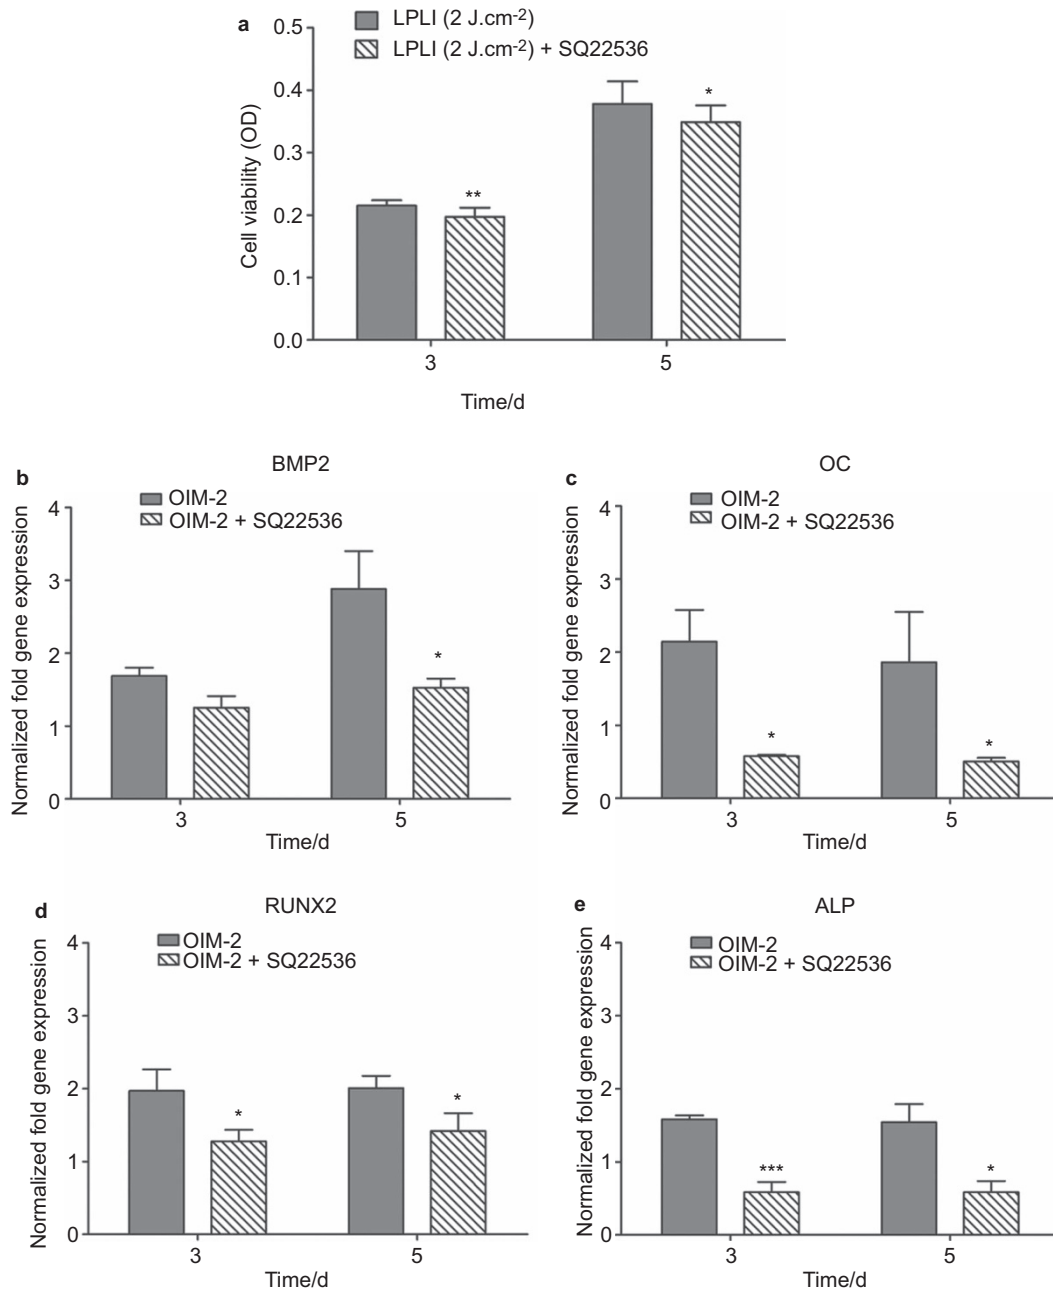 a
LPLI (2 J.cm-2)
LPLI (2 J.cm-2) + SQ22536
Cell viability (OD)
0.5
0.4
0.3
0.2
0.1
0.0
**
*
3
5
Time/d
b
BMP2
OIM-2
OIM-2 + SQ22536
Normalized fold gene expression
4
3
2
1
0
*
3
5
Time/d
c
OC
OIM-2
OIM-2 + SQ22536
Normalized fold gene expression
4
3
2
1
0
*
*
3
5
Time/d
d
RUNX2
OIM-2
OIM-2 + SQ22536
Normalized fold gene expression
4
3
2
1
0
*
*
3
5
Time/d
e
ALP
OIM-2
OIM-2 + SQ22536
Normalized fold gene expression
4
3
2
1
0
***
*
3
5
Time/d